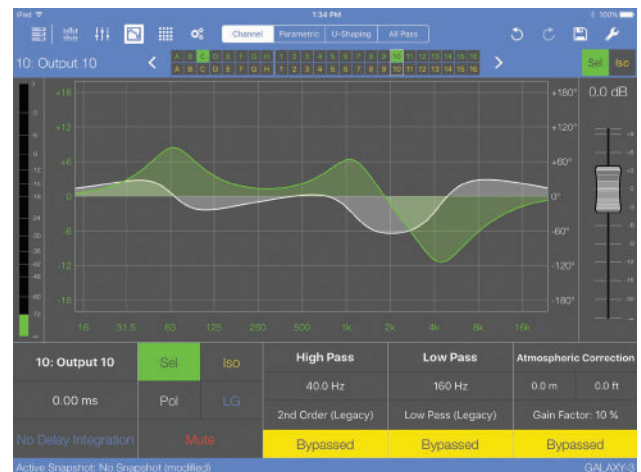 iPad 1:34 PM 100%
Channel Parametric U-Shaping All Pass
10: Output 10
A B C D E F G H 1 2 3 4 5 6 7 8 9 10 11 12 13 14 15 16
A B C D E F G H 1 2 3 4 5 6 7 8 9 10 11 12 13 14 15 16
Sel Iso
+18 +180° 0.0 dB
+12 +120°
+6 +60°
0 0°
-6 -60°
-12 -120°
-18 -180°
16 31.5 63 125 250 500 1k 2k 4k 8k 16k
10: Output 10 Sel Iso High Pass Low Pass Atmospheric Correction
40.0 Hz 160 Hz 0.0 m 0.0 ft
0.00 ms Pol LG
2nd Order (Legacy) Low Pass (Legacy) Gain Factor: 10 %
No Delay Integration Mute Bypassed Bypassed Bypassed
Active Snapshot: No Snapshot (modified) GALAXY-3